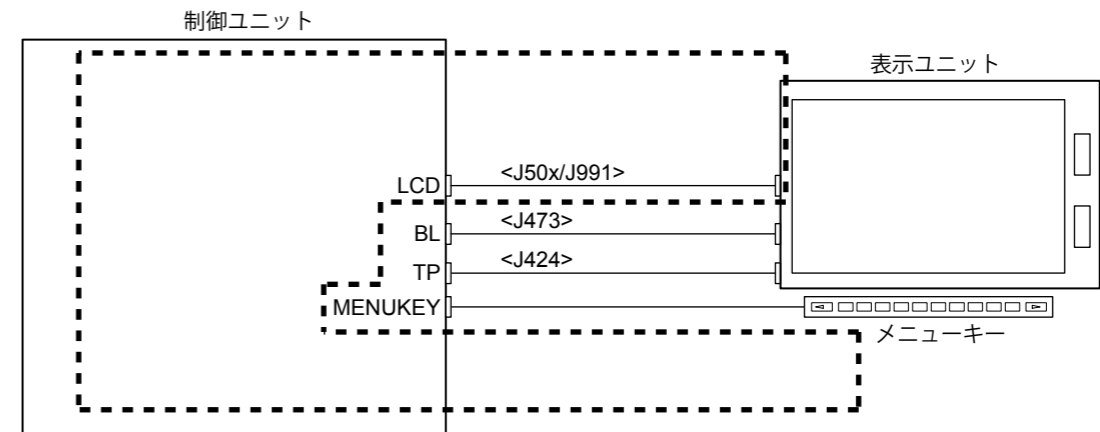 制御ユニット
表示ユニット
LCD
<J50x/J991>
BL
<J473>
TP
<J424>
MENUKEY
メニューキー